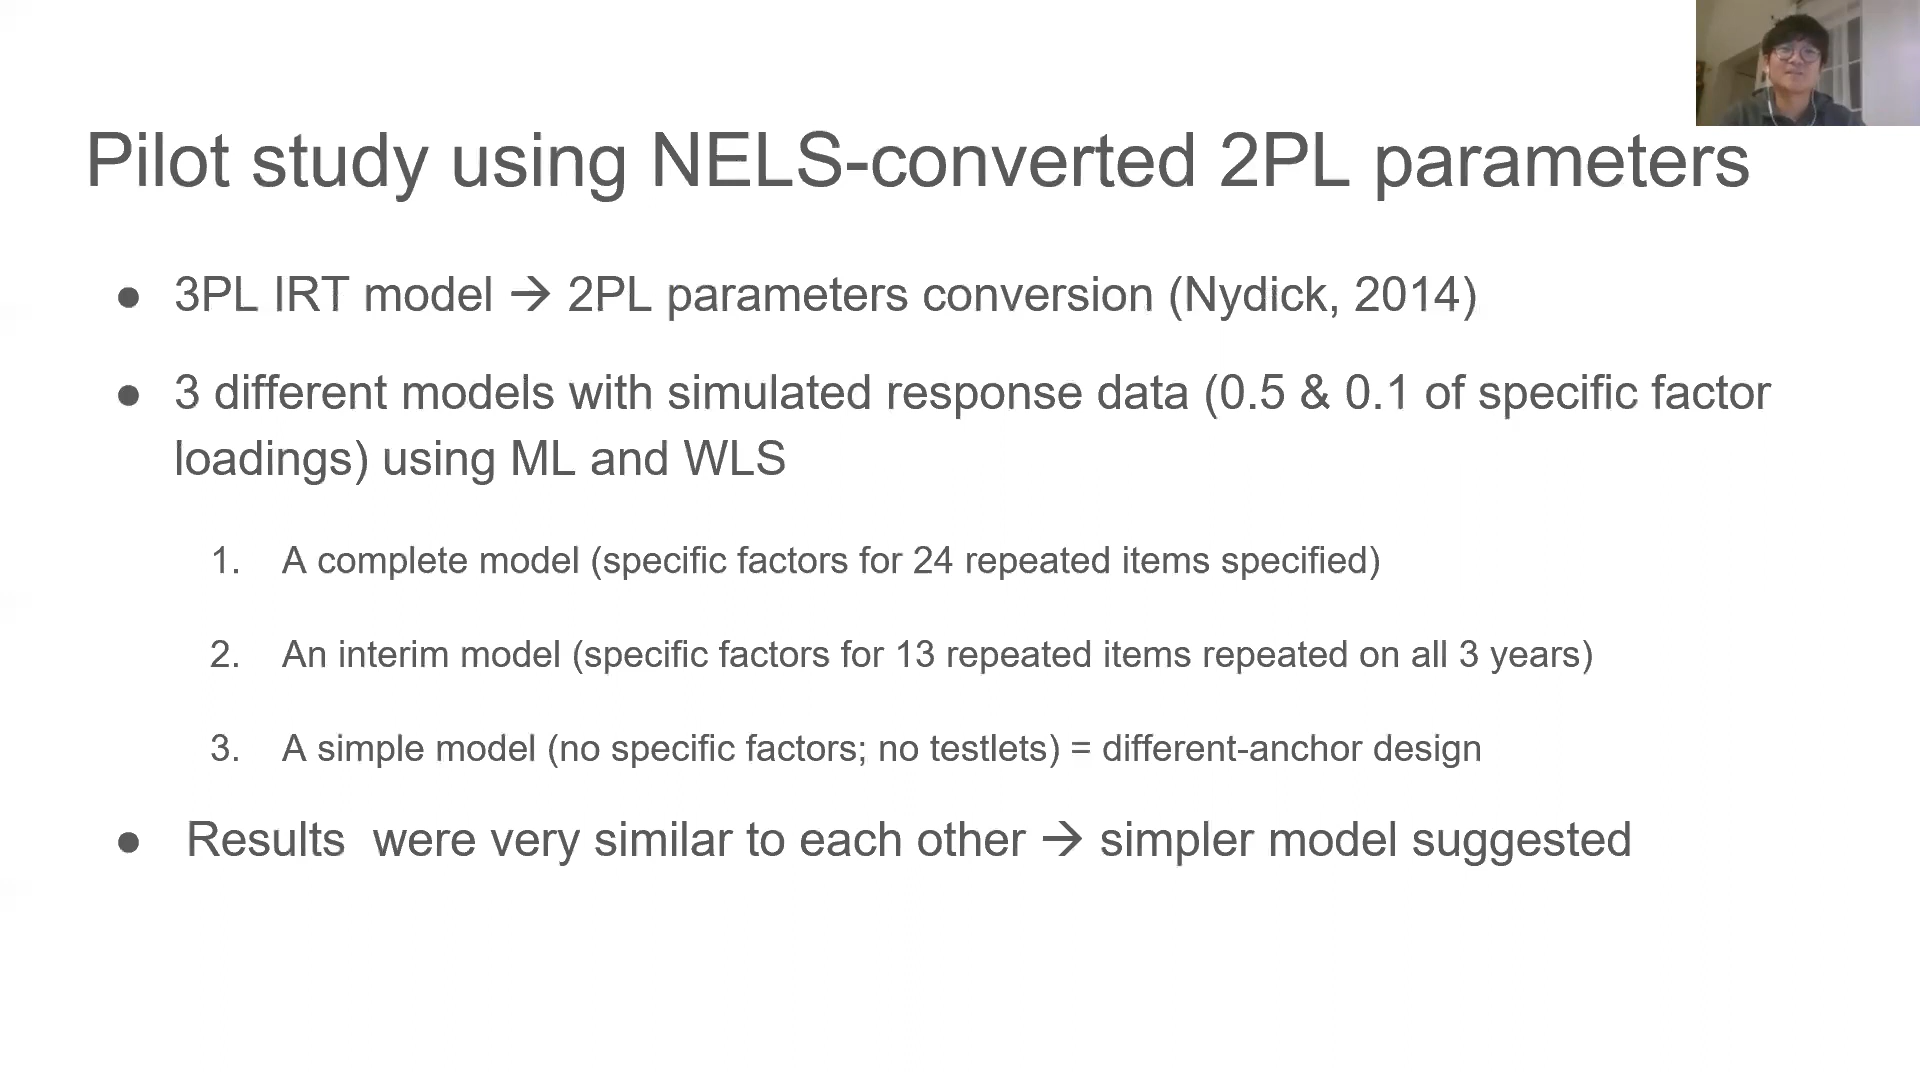 Pilot study using NELS-converted 2PL parameters
● 3PL IRT model → 2PL parameters conversion (Nydick, 2014)
● 3 different models with simulated response data (0.5 & 0.1 of specific factor
loadings) using ML and WLS
1. A complete model (specific factors for 24 repeated items specified)
2. An interim model (specific factors for 13 repeated items repeated on all 3 years)
3. A simple model (no specific factors; no testlets) = different-anchor design
● Results were very similar to each other → simpler model suggested